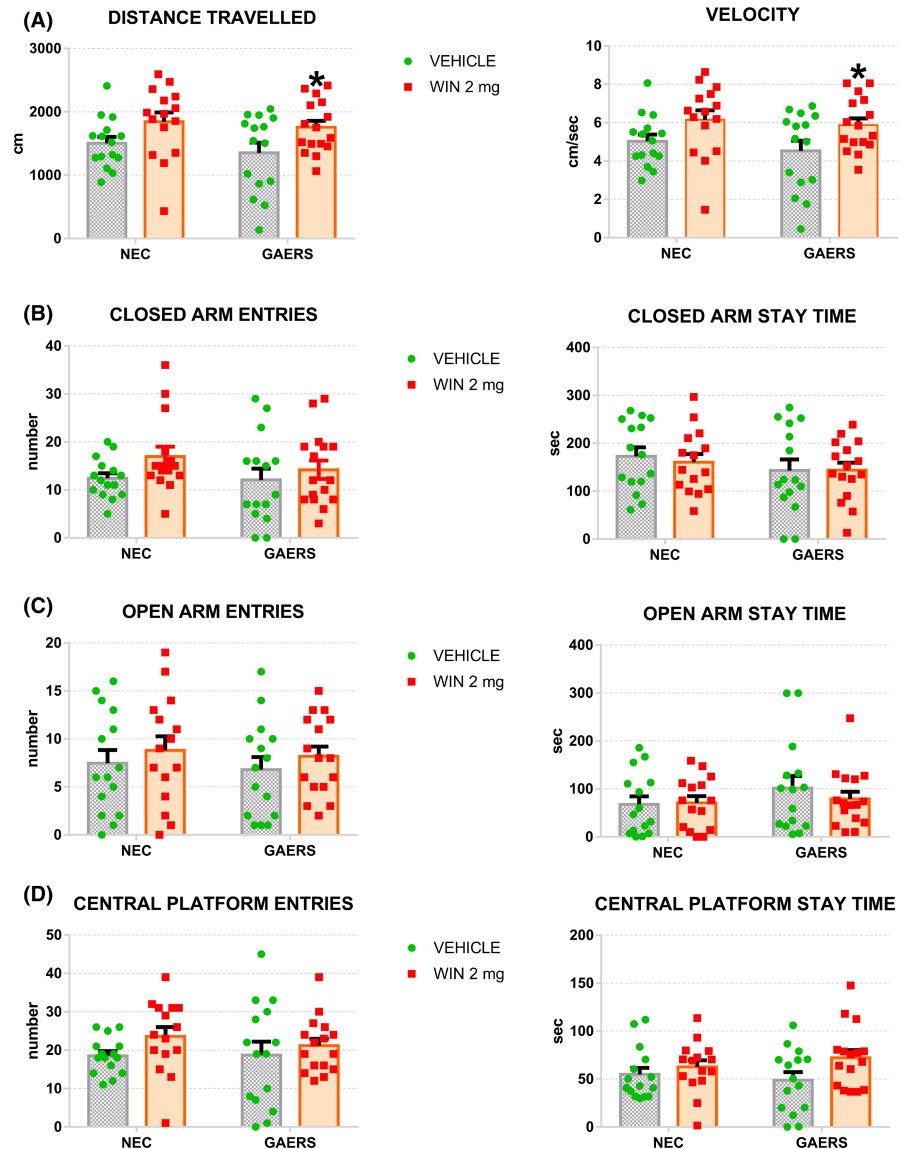 (A)
DISTANCE TRAVELLED
3000
2000
1000
0
cm
NEC
GAERS
*
VEHICLE
WIN 2 mg
VELOCITY
10
8
6
4
2
0
cm/sec
NEC
GAERS
*
(B)
CLOSED ARM ENTRIES
40
30
20
10
0
number
NEC
GAERS
VEHICLE
WIN 2 mg
CLOSED ARM STAY TIME
400
300
200
100
0
sec
NEC
GAERS
(C)
OPEN ARM ENTRIES
20
15
10
5
0
number
NEC
GAERS
VEHICLE
WIN 2 mg
OPEN ARM STAY TIME
400
300
200
100
0
sec
NEC
GAERS
(D)
CENTRAL PLATFORM ENTRIES
50
40
30
20
10
0
number
NEC
GAERS
VEHICLE
WIN 2 mg
CENTRAL PLATFORM STAY TIME
200
150
100
50
0
sec
NEC
GAERS